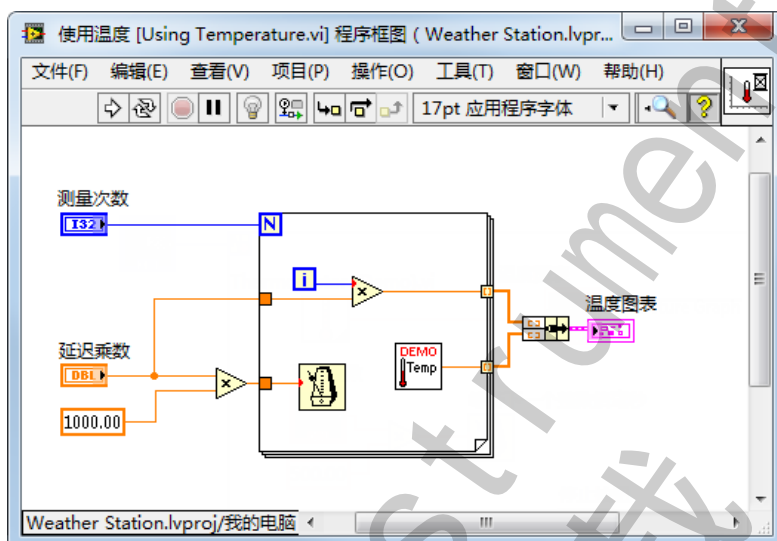 使用温度 [Using Temperature.vi] 程序框图 ( Weather Station.lvpr...
文件(F) 编辑(E) 查看(V) 项目(P) 操作(O) 工具(T) 窗口(W) 帮助(H)
17pt 应用程序字体
测量次数
I32
N
i
温度图表
延迟乘数
DBL
DEMO
Temp
1000.00
Weather Station.lvproj/我的电脑